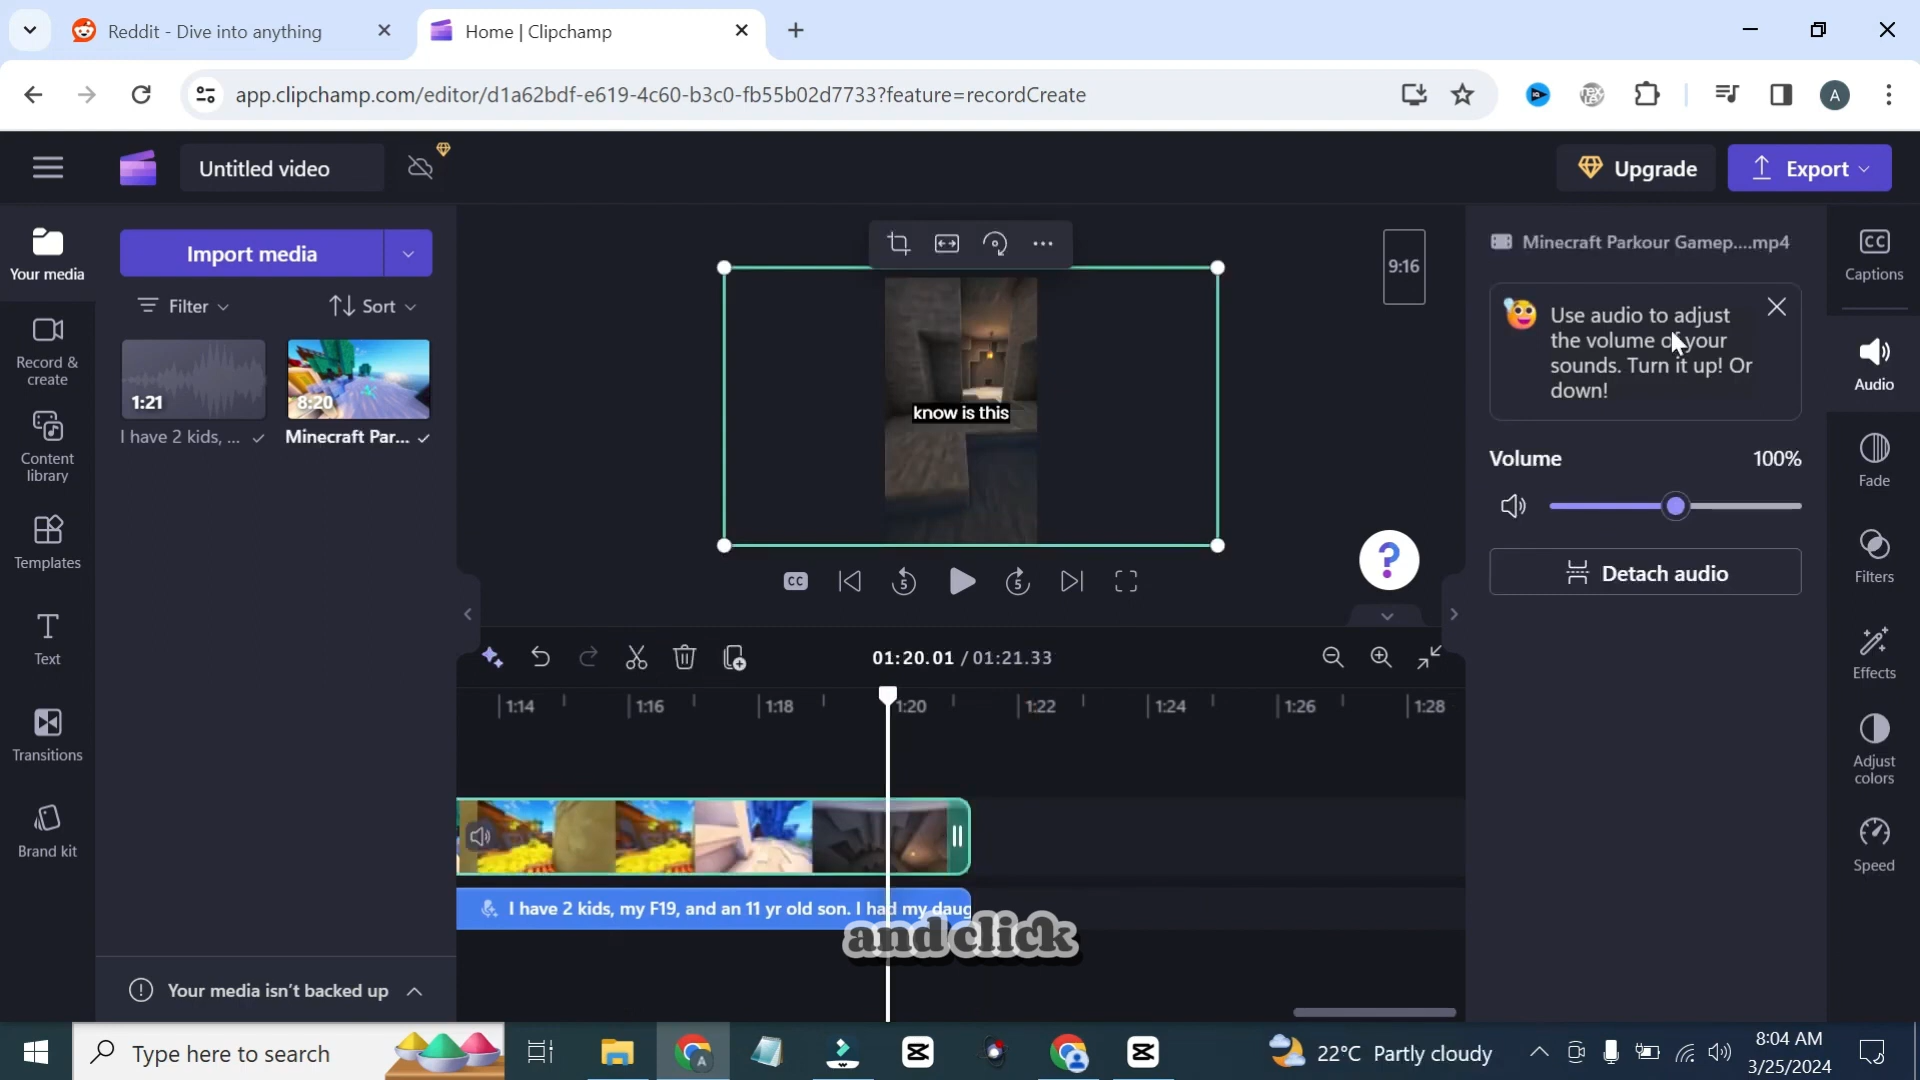 Reddit - Dive into anything
Home | Clipchamp
app.clipchamp.com/editor/d1a62bdf-e619-4c60-b3c0-fb55b02d7733?feature=recordCreate
A
Untitled video
Upgrade
Export
Your media
Record &
create
Content
library
Templates
Text
Transitions
Brand kit
Import media
Filter
Sort
1:21
8:20
I have 2 kids, ...
Minecraft Par...
Your media isn't backed up
9:16
know is this
CC
5
5
?
01:20.01 / 01:21.33
1:14
1:16
1:18
1:20
1:22
1:24
1:26
1:28
I have 2 kids, my F19, and an 11 yr old son. I had my daug
and click
Minecraft Parkour Gamep....mp4
Use audio to adjust
the volume of your
sounds. Turn it up! Or
down!
Volume
100%
Detach audio
CC
Captions
Audio
Fade
Filters
Effects
Adjust
colors
Speed
Type here to search
A
22°C Partly cloudy
8:04 AM
3/25/2024